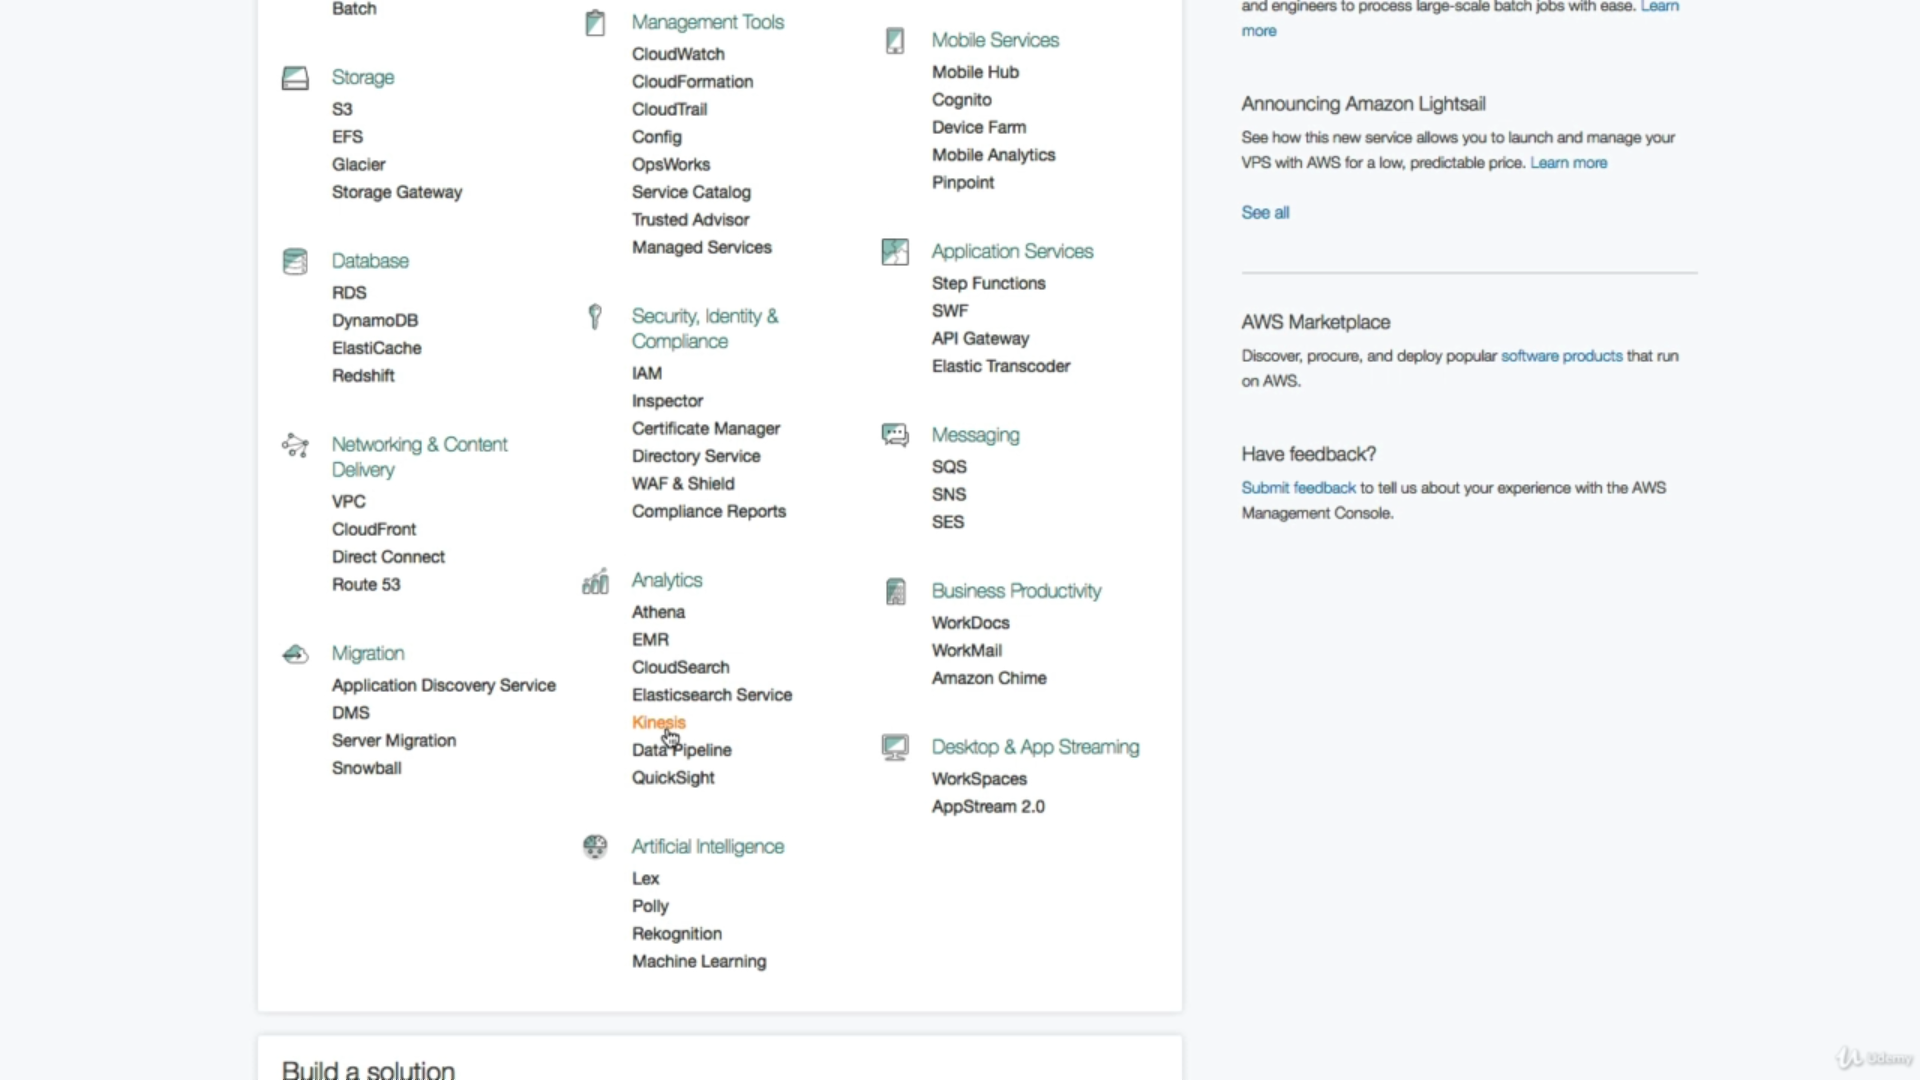 Batch
Storage
S3
EFS
Glacier
Storage Gateway
Database
RDS
DynamoDB
ElastiCache
Redshift
Networking & Content
Delivery
VPC
CloudFront
Direct Connect
Route 53
Migration
Application Discovery Service
DMS
Server Migration
Snowball
Management Tools
CloudWatch
CloudFormation
CloudTrail
Config
OpsWorks
Service Catalog
Trusted Advisor
Managed Services
Security, Identity &
Compliance
IAM
Inspector
Certificate Manager
Directory Service
WAF & Shield
Compliance Reports
Analytics
Athena
EMR
CloudSearch
Elasticsearch Service
Kinesis
Data Pipeline
QuickSight
Artificial Intelligence
Lex
Polly
Rekognition
Machine Learning
Mobile Services
Mobile Hub
Cognito
Device Farm
Mobile Analytics
Pinpoint
Application Services
Step Functions
SWF
API Gateway
Elastic Transcoder
Messaging
SQS
SNS
SES
Business Productivity
WorkDocs
WorkMail
Amazon Chime
Desktop & App Streaming
WorkSpaces
AppStream 2.0
and engineers to process large-scale batch jobs with ease. Learn
more
Announcing Amazon Lightsail
See how this new service allows you to launch and manage your
VPS with AWS for a low, predictable price. Learn more
See all
AWS Marketplace
Discover, procure, and deploy popular software products that run
on AWS.
Have feedback?
Submit feedback to tell us about your experience with the AWS
Management Console.
Build a solution
Udemy